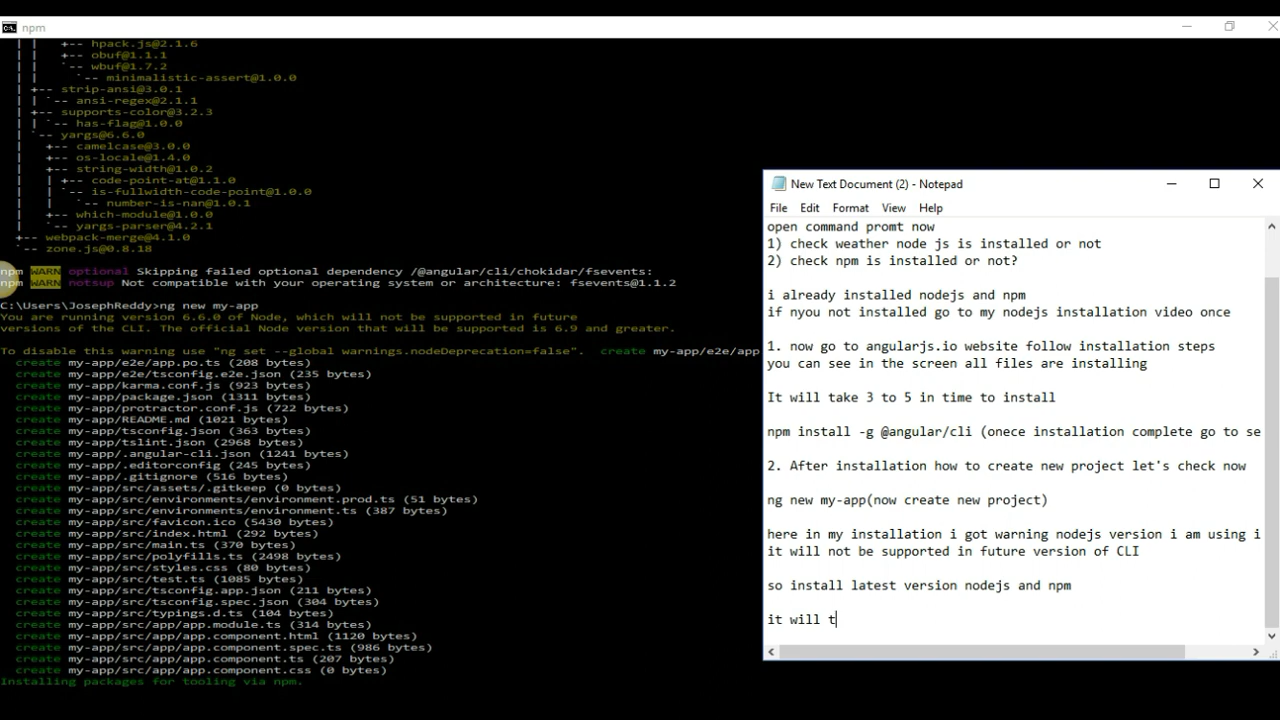 npm
| |   +-- hpack.js@2.1.6
| |   +-- obuf@1.1.1
| |   `-- wbuf@1.7.2
| |     `-- minimalistic-assert@1.0.0
| +-- strip-ansi@3.0.1
| | `-- ansi-regex@2.1.1
| +-- supports-color@3.2.3
| | `-- has-flag@1.0.0
| `-- yargs@6.6.0
|   +-- camelcase@3.0.0
|   +-- os-locale@1.4.0
|   +-- string-width@1.0.2
|   | +-- code-point-at@1.1.0
|   | `-- is-fullwidth-code-point@1.0.0
|   |   `-- number-is-nan@1.0.1
|   +-- which-module@1.0.0
|   `-- yargs-parser@4.2.1
+-- webpack-merge@4.1.0
`-- zone.js@0.8.18
npm WARN optional Skipping failed optional dependency /@angular/cli/chokidar/fsevents:
npm WARN notsup Not compatible with your operating system or architecture: fsevents@1.1.2
C:\Users\JosephReddy>ng new my-app
You are running version 6.6.0 of Node, which will not be supported in future
versions of the CLI. The official Node version that will be supported is 6.9 and greater.
To disable this warning use "ng set --global warnings.nodeDeprecation=false".  create my-app/e2e/app
create my-app/e2e/app.po.ts (208 bytes)
create my-app/e2e/tsconfig.e2e.json (235 bytes)
create my-app/karma.conf.js (923 bytes)
create my-app/package.json (1311 bytes)
create my-app/protractor.conf.js (722 bytes)
create my-app/README.md (1021 bytes)
create my-app/tsconfig.json (363 bytes)
create my-app/tslint.json (2968 bytes)
create my-app/.angular-cli.json (1241 bytes)
create my-app/.editorconfig (245 bytes)
create my-app/.gitignore (516 bytes)
create my-app/src/assets/.gitkeep (0 bytes)
create my-app/src/environments/environment.prod.ts (51 bytes)
create my-app/src/environments/environment.ts (387 bytes)
create my-app/src/favicon.ico (5430 bytes)
create my-app/src/index.html (292 bytes)
create my-app/src/main.ts (370 bytes)
create my-app/src/polyfills.ts (2498 bytes)
create my-app/src/styles.css (80 bytes)
create my-app/src/test.ts (1085 bytes)
create my-app/src/tsconfig.app.json (211 bytes)
create my-app/src/tsconfig.spec.json (304 bytes)
create my-app/src/typings.d.ts (104 bytes)
create my-app/src/app/app.module.ts (314 bytes)
create my-app/src/app/app.component.html (1120 bytes)
create my-app/src/app/app.component.spec.ts (986 bytes)
create my-app/src/app/app.component.ts (207 bytes)
create my-app/src/app/app.component.css (0 bytes)
Installing packages for tooling via npm.
New Text Document (2) - Notepad
File Edit Format View Help
open command promt now
1) check weather node js is installed or not
2) check npm is installed or not?
i already installed nodejs and npm
if nyou not installed go to my nodejs installation video once
1. now go to angularjs.io website follow installation steps
you can see in the screen all files are installing
It will take 3 to 5 in time to install
npm install -g @angular/cli (onece installation complete go to se
2. After installation how to create new project let's check now
ng new my-app(now create new project)
here in my installation i got warning nodejs version i am using i
it will not be supported in future version of CLI
so install latest version nodejs and npm
it will t